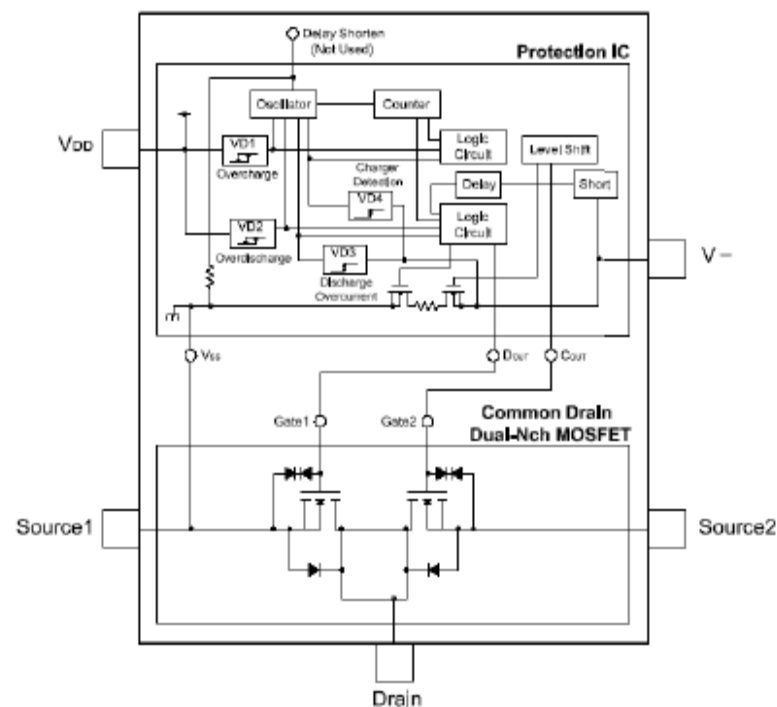 Delay Shorten
(Not Used)
Protection IC
Oscillator
Counter
VDD
VD1
Overcharge
Logic
Circuit
Level Shift
Charger
Detection
Delay
Short
VD4
Logic
Circuit
VD2
Overdischarge
VD3
Discharge
Overcurrent
V−
VSS
DOUT
COUT
Gate1
Gate2
Common Drain
Dual-Nch MOSFET
Source1
Source2
Drain